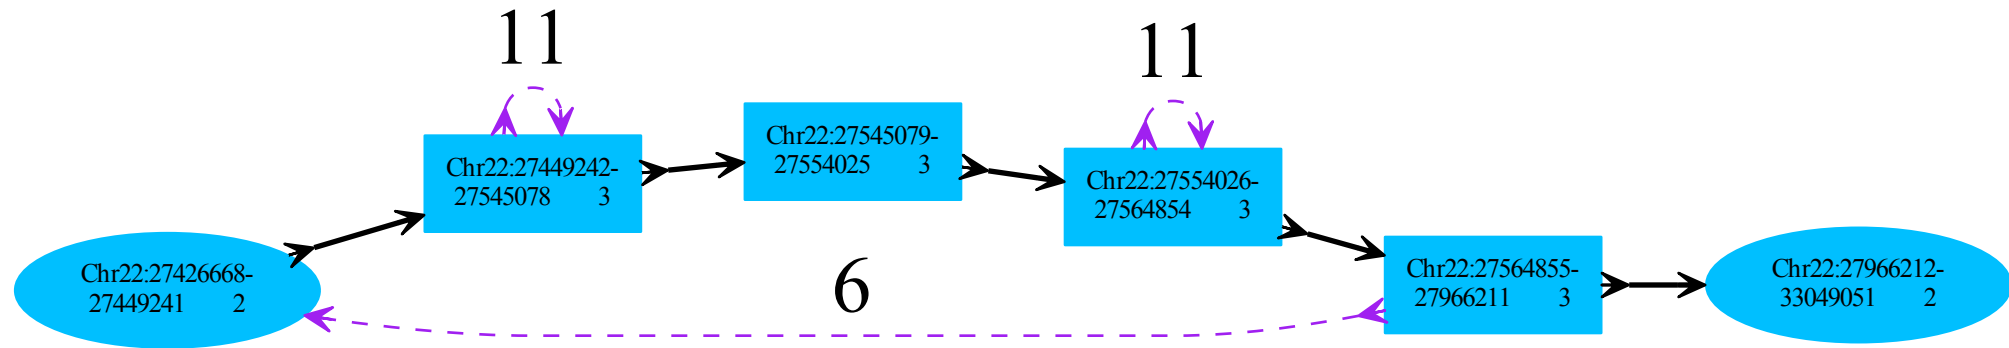 11
11
Chr22:27545079-
27554025 3
Chr22:27449242-
27545078 3
Chr22:27554026-
27564854 3
Chr22:27426668-
27449241 2
6
Chr22:27564855-
27966211 3
Chr22:27966212-
33049051 2